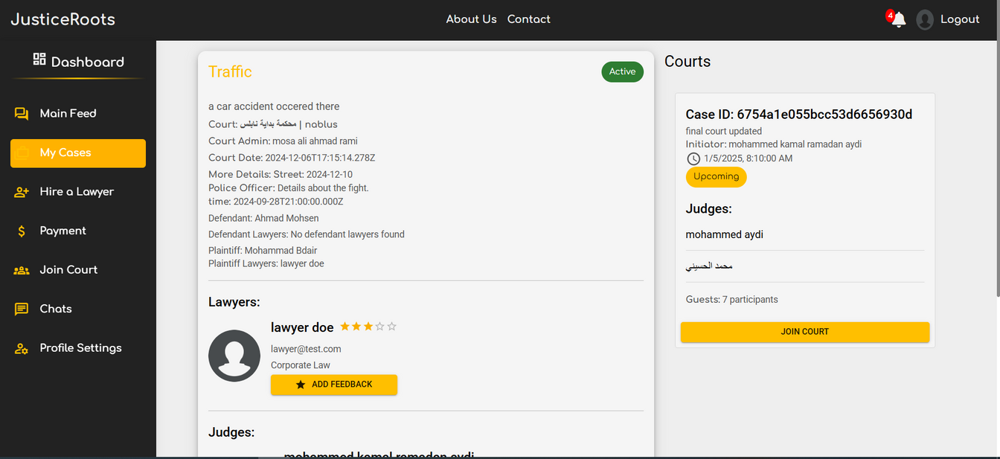 JusticeRoots
About Us Contact
4
Logout
Dashboard
Main Feed
My Cases
Hire a Lawyer
Payment
Join Court
Chats
Profile Settings
Traffic
Active
a car accident occered there
Court: محكمة بداية نابلس | nablus
Court Admin: mosa ali ahmad rami
Court Date: 2024-12-06T17:15:14.278Z
More Details: Street: 2024-12-10
Police Officer: Details about the fight.
time: 2024-09-28T21:00:00.000Z
Defendant: Ahmad Mohsen
Defendant Lawyers: No defendant lawyers found
Plaintiff: Mohammad Bdair
Plaintiff Lawyers: lawyer doe
Lawyers:
lawyer doe
lawyer@test.com
Corporate Law
ADD FEEDBACK
Judges:
mohammed kamal ramadan aydi
Courts
Case ID: 6754a1e055bcc53d6656930d
final court updated
Initiator: mohammed kamal ramadan aydi
1/5/2025, 8:10:00 AM
Upcoming
Judges:
mohammed aydi
محمد الحسيني
Guests: 7 participants
JOIN COURT